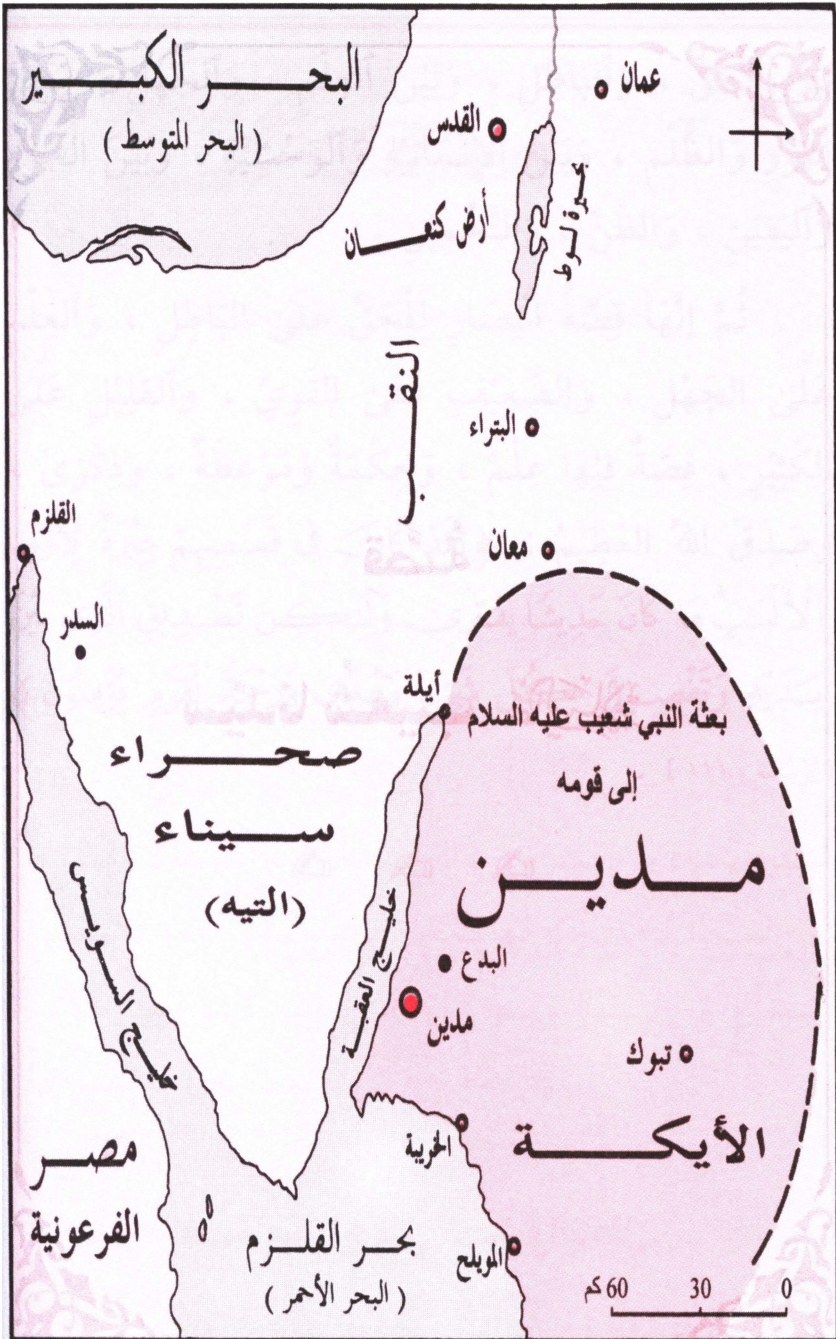 البحر الكبير
(البحر المتوسط)
عمان
القدس
بحيرة لوط
أرض كنعان
النقب
البتراء
معان
القلزم
السدر
أيلة
بعثة النبي شعيب عليه السلام
إلى قومه
مدين
صحراء
سيناء
(التيه)
خليج السويس
خليج العقبة
البدع
مدين
تبوك
الأيكة
الخريبة
المويلح
مصر
الفرعونية
بحر القلزم
(البحر الأحمر)
0 30 60 كم